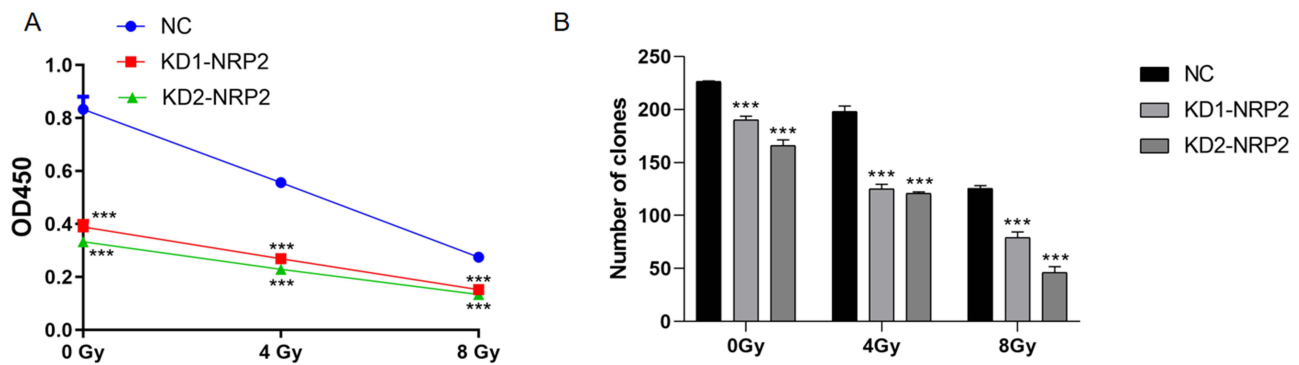 A
NC
KD1-NRP2
KD2-NRP2
OD450
1.0
0.8
0.6
0.4
0.2
0.0
***
***
***
***
***
***
0 Gy
4 Gy
8 Gy
B
Number of clones
250
200
150
100
50
0
***
***
***
***
***
***
0Gy
4Gy
8Gy
NC
KD1-NRP2
KD2-NRP2